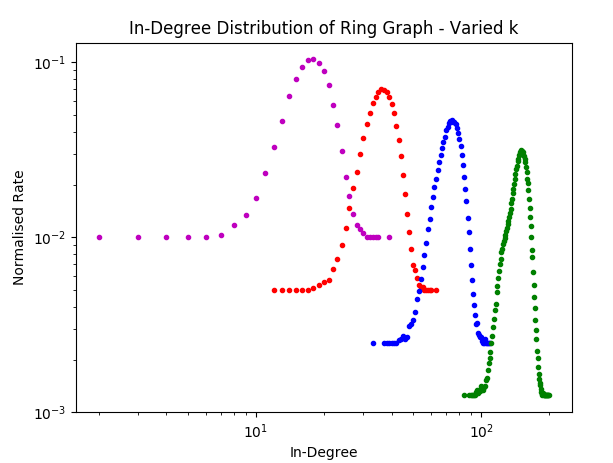 In-Degree Distribution of Ring Graph - Varied k
Normalised Rate
10⁻¹
10⁻²
10⁻³
10¹
10²
In-Degree